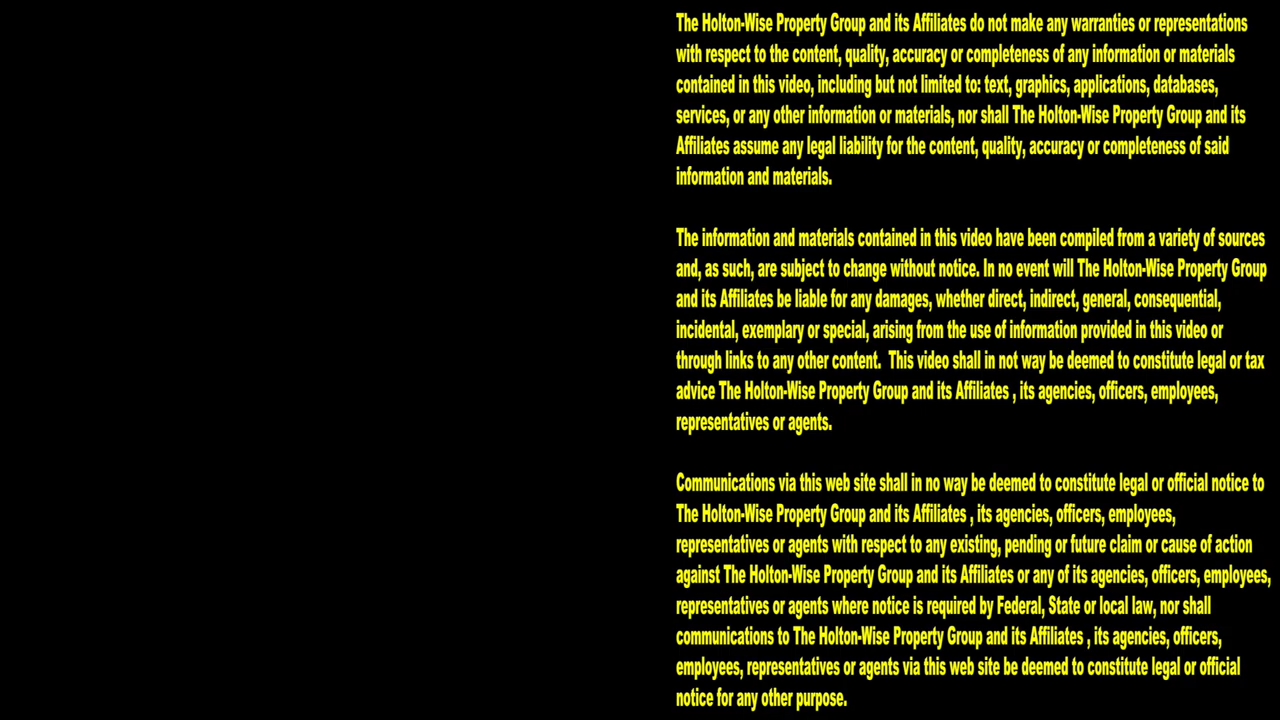 The Holton-Wise Property Group and its Affiliates do not make any warranties or representations
with respect to the content, quality, accuracy or completeness of any information or materials
contained in this video, including but not limited to: text, graphics, applications, databases,
services, or any other information or materials, nor shall The Holton-Wise Property Group and its
Affiliates assume any legal liability for the content, quality, accuracy or completeness of said
information and materials.
The information and materials contained in this video have been compiled from a variety of sources
and, as such, are subject to change without notice. In no event will The Holton-Wise Property Group
and its Affiliates be liable for any damages, whether direct, indirect, general, consequential,
incidental, exemplary or special, arising from the use of information provided in this video or
through links to any other content.  This video shall in not way be deemed to constitute legal or tax
advice The Holton-Wise Property Group and its Affiliates , its agencies, officers, employees,
representatives or agents.
Communications via this web site shall in no way be deemed to constitute legal or official notice to
The Holton-Wise Property Group and its Affiliates , its agencies, officers, employees,
representatives or agents with respect to any existing, pending or future claim or cause of action
against The Holton-Wise Property Group and its Affiliates or any of its agencies, officers, employees,
representatives or agents where notice is required by Federal, State or local law, nor shall
communications to The Holton-Wise Property Group and its Affiliates , its agencies, officers,
employees, representatives or agents via this web site be deemed to constitute legal or official
notice for any other purpose.